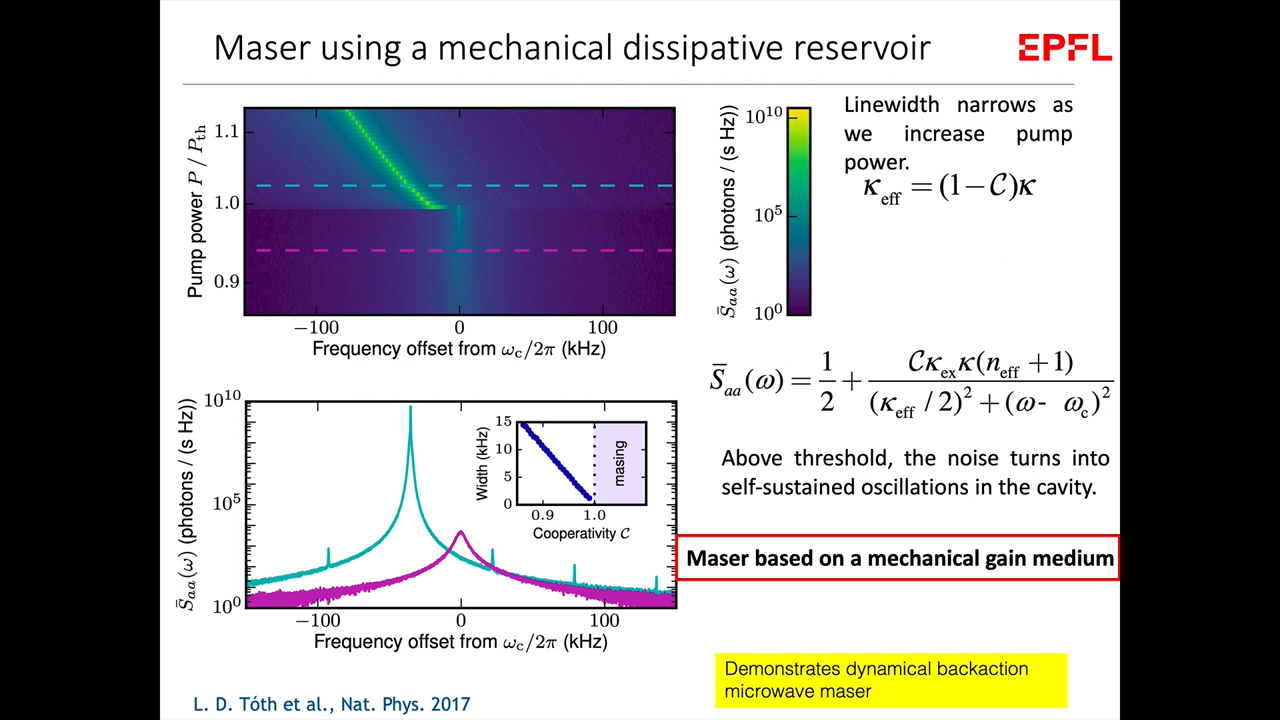 Maser using a mechanical dissipative reservoir
EPFL
Pump power P / P_th
1.1
1.0
0.9
−100
0
100
Frequency offset from ω_c/2π (kHz)
S̄_aa(ω) (photons / (s Hz))
10^10
10^5
10^0
Linewidth narrows as
we increase pump
power.
κ_eff = (1−C)κ
S̄_aa(ω) = 1/2 + Cκ_exκ(n_eff + 1) / ((κ_eff / 2)^2 + (ω- ω_c)^2)
Above threshold, the noise turns into
self-sustained oscillations in the cavity.
Maser based on a mechanical gain medium
S̄_aa(ω) (photons / (s Hz))
10^10
10^5
10^0
−100
0
100
Frequency offset from ω_c/2π (kHz)
Width (kHz)
15
10
5
0
0.9
1.0
Cooperativity C
masing
Demonstrates dynamical backaction
microwave maser
L. D. Tóth et al., Nat. Phys. 2017